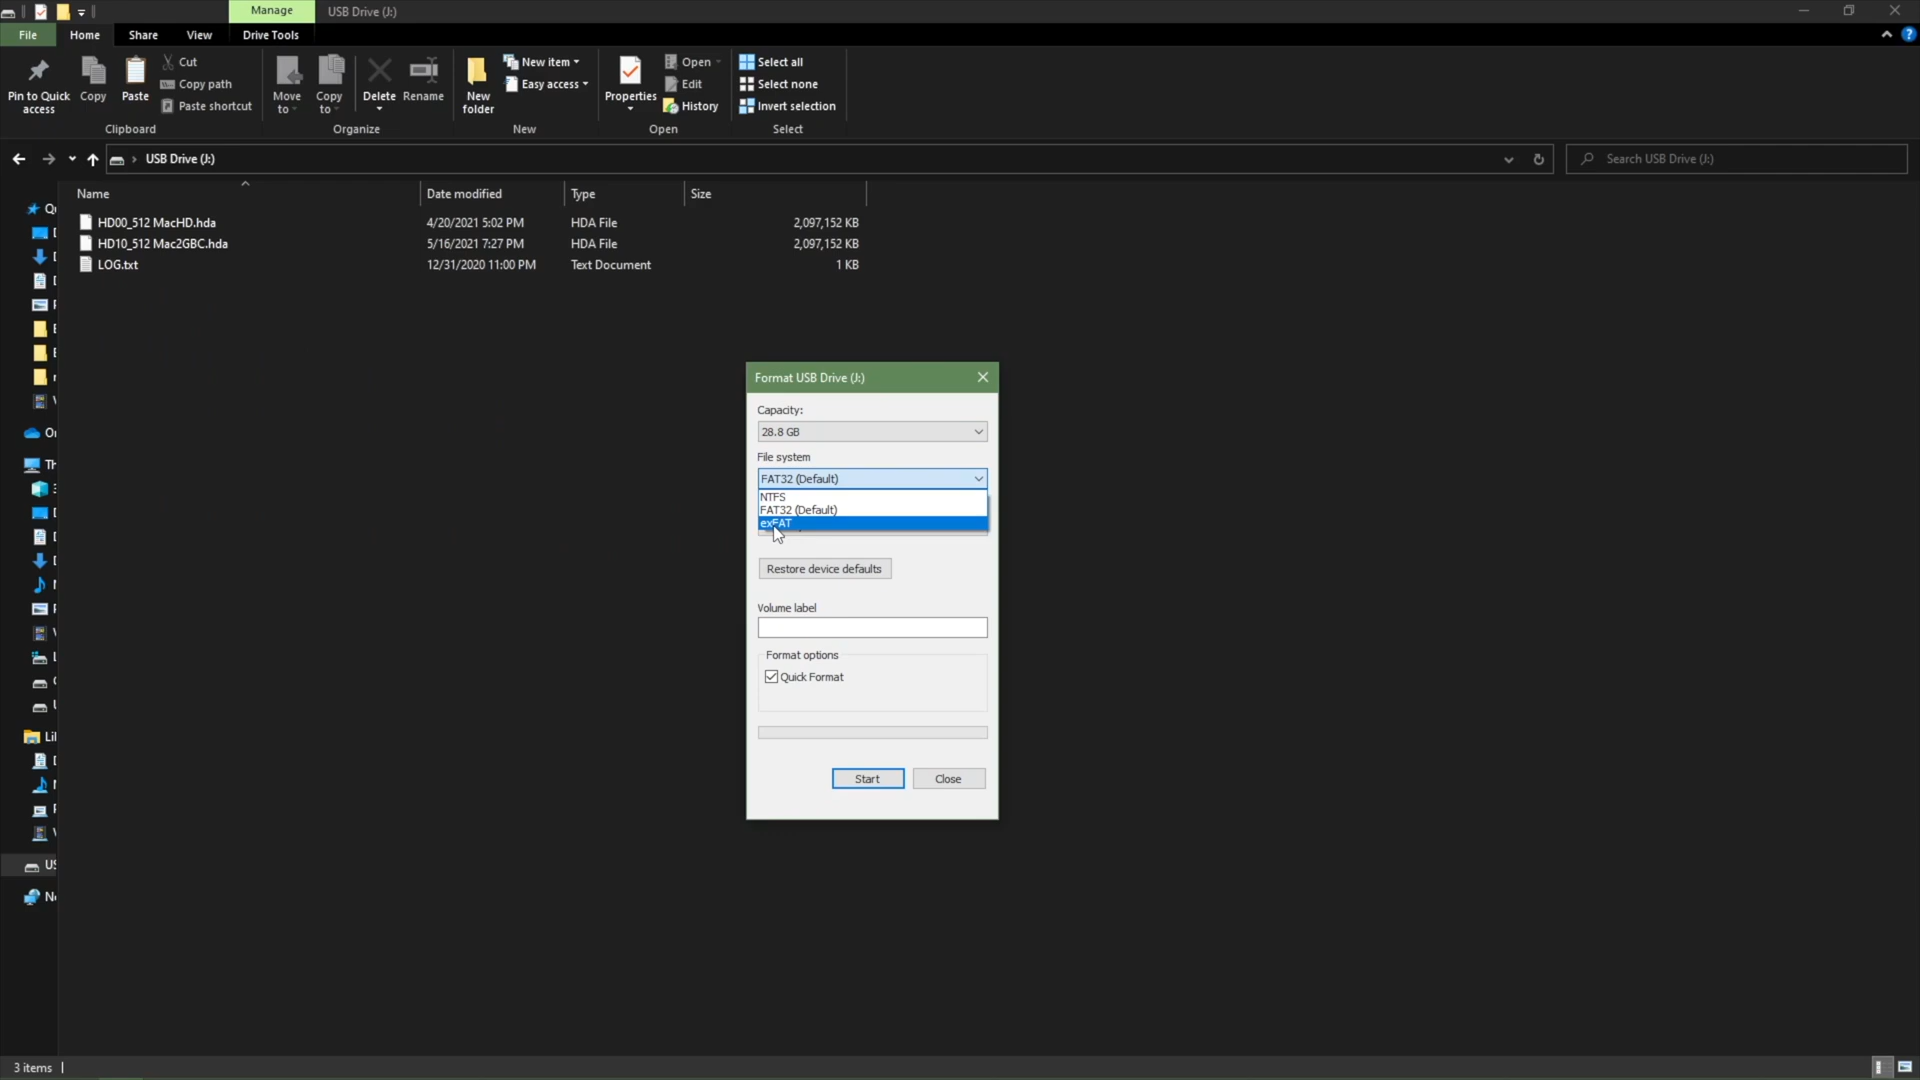 Manage USB Drive (J:)
File Home Share View Drive Tools
Pin to Quick access
Copy
Paste
Cut
Copy path
Paste shortcut
Clipboard
Move to
Copy to
Delete
Rename
Organize
New folder
New item
Easy access
New
Properties
Open
Edit
History
Open
Select all
Select none
Invert selection
Select
USB Drive (J:)
Search USB Drive (J:)
Name Date modified Type Size
HD00_512 MacHD.hda 4/20/2021 5:02 PM HDA File 2,097,152 KB
HD10_512 Mac2GBC.hda 5/16/2021 7:27 PM HDA File 2,097,152 KB
LOG.txt 12/31/2020 11:00 PM Text Document 1 KB
Format USB Drive (J:)
Capacity:
28.8 GB
File system
FAT32 (Default)
NTFS
FAT32 (Default)
exFAT
Restore device defaults
Volume label
Format options
Quick Format
Start Close
3 items